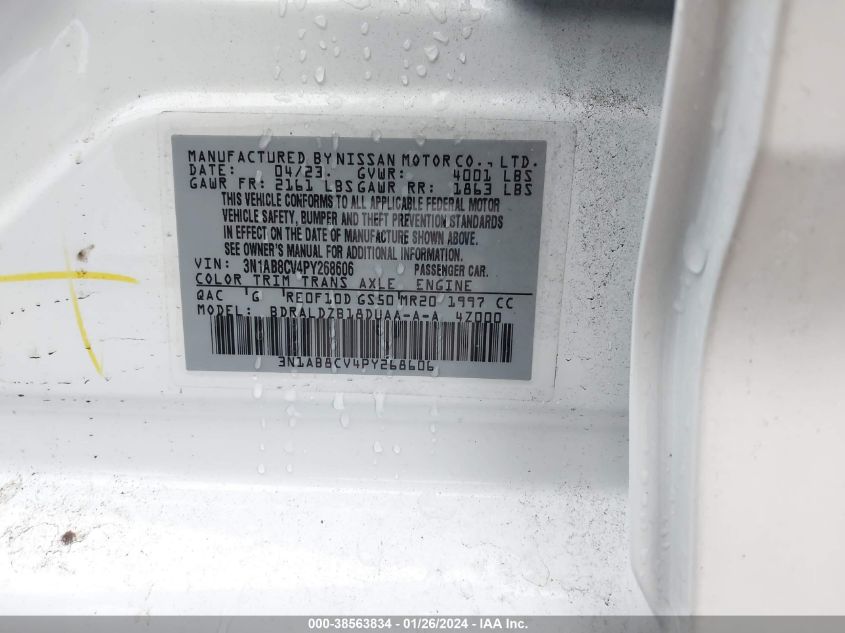 MANUFACTURED BY NISSAN MOTOR CO., LTD.
DATE: 04/23. GVWR: 4001 LBS
GAWR FR: 2161 LBS GAWR RR: 1863 LBS
THIS VEHICLE CONFORMS TO ALL APPLICABLE FEDERAL MOTOR
VEHICLE SAFETY, BUMPER AND THEFT PREVENTION STANDARDS
IN EFFECT ON THE DATE OF MANUFACTURE SHOWN ABOVE.
SEE OWNER'S MANUAL FOR ADDITIONAL INFORMATION.
VIN: 3N1AB8CV4PY268606 PASSENGER CAR.
COLOR TRIM TRANS AXLE ENGINE
QAC G RE0F10D GS50 MR20 1997 CC
MODEL: BDRALDZB18DUAA-A-A 4Z000
3N1AB8CV4PY268606
000-38563834 / 01/26/2024 - IAA Inc.